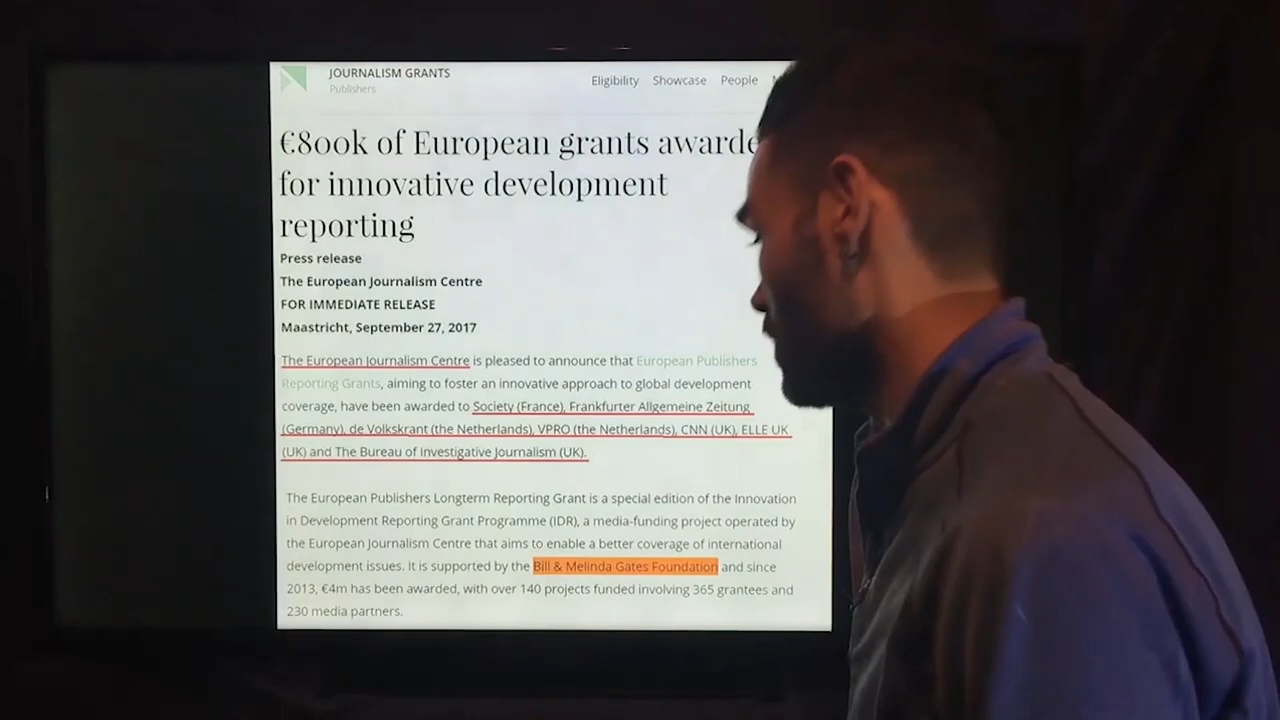 JOURNALISM GRANTS
Publishers
Eligibility Showcase People
€800k of European grants awarde
for innovative development
reporting
Press release
The European Journalism Centre
FOR IMMEDIATE RELEASE
Maastricht, September 27, 2017
The European Journalism Centre is pleased to announce that European Publishers
Reporting Grants, aiming to foster an innovative approach to global development
coverage, have been awarded to Society (France), Frankfurter Allgemeine Zeitung
(Germany), de Volkskrant (the Netherlands), VPRO (the Netherlands), CNN (UK), ELLE UK
(UK) and The Bureau of Investigative Journalism (UK).
The European Publishers Longterm Reporting Grant is a special edition of the Innovation
in Development Reporting Grant Programme (IDR), a media-funding project operated by
the European Journalism Centre that aims to enable a better coverage of international
development issues. It is supported by the Bill & Melinda Gates Foundation and since
2013, €4m has been awarded, with over 140 projects funded involving 365 grantees and
230 media partners.